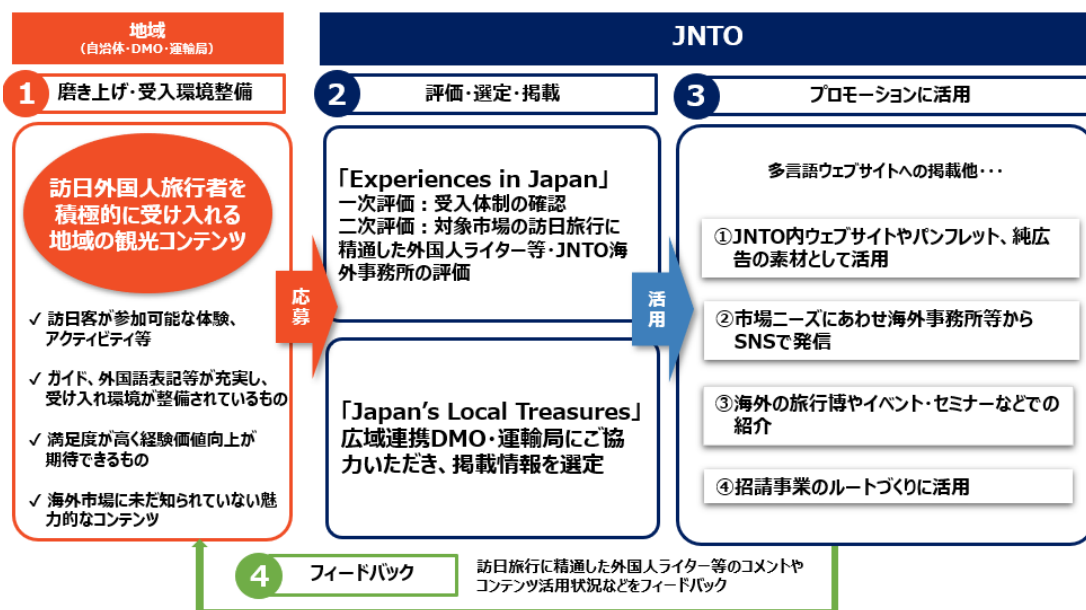 地域
(自治体・DMO・運輸局)
JNTO
1 磨き上げ・受入環境整備
2 評価・選定・掲載
3 プロモーションに活用
訪日外国人旅行者を
積極的に受け入れる
地域の観光コンテンツ
✓ 訪日客が参加可能な体験、
アクティビティ等
✓ ガイド、外国語表記等が充実し、
受け入れ環境が整備されているもの
✓ 満足度が高く経験価値向上が
期待できるもの
✓ 海外市場に未だ知られていない魅
力的なコンテンツ
応募
「Experiences in Japan」
一次評価：受入体制の確認
二次評価：対象市場の訪日旅行に
精通した外国人ライター等・JNTO海
外事務所の評価
「Japan’s Local Treasures」
広域連携DMO・運輸局にご協
力いただき、掲載情報を選定
活用
多言語ウェブサイトへの掲載他・・・
①JNTO内ウェブサイトやパンフレット、純広
告の素材として活用
②市場ニーズにあわせ海外事務所等から
SNSで発信
③海外の旅行博やイベント・セミナーなどでの
紹介
④招請事業のルートづくりに活用
4 フィードバック
訪日旅行に精通した外国人ライター等のコメントや
コンテンツ活用状況などをフィードバック